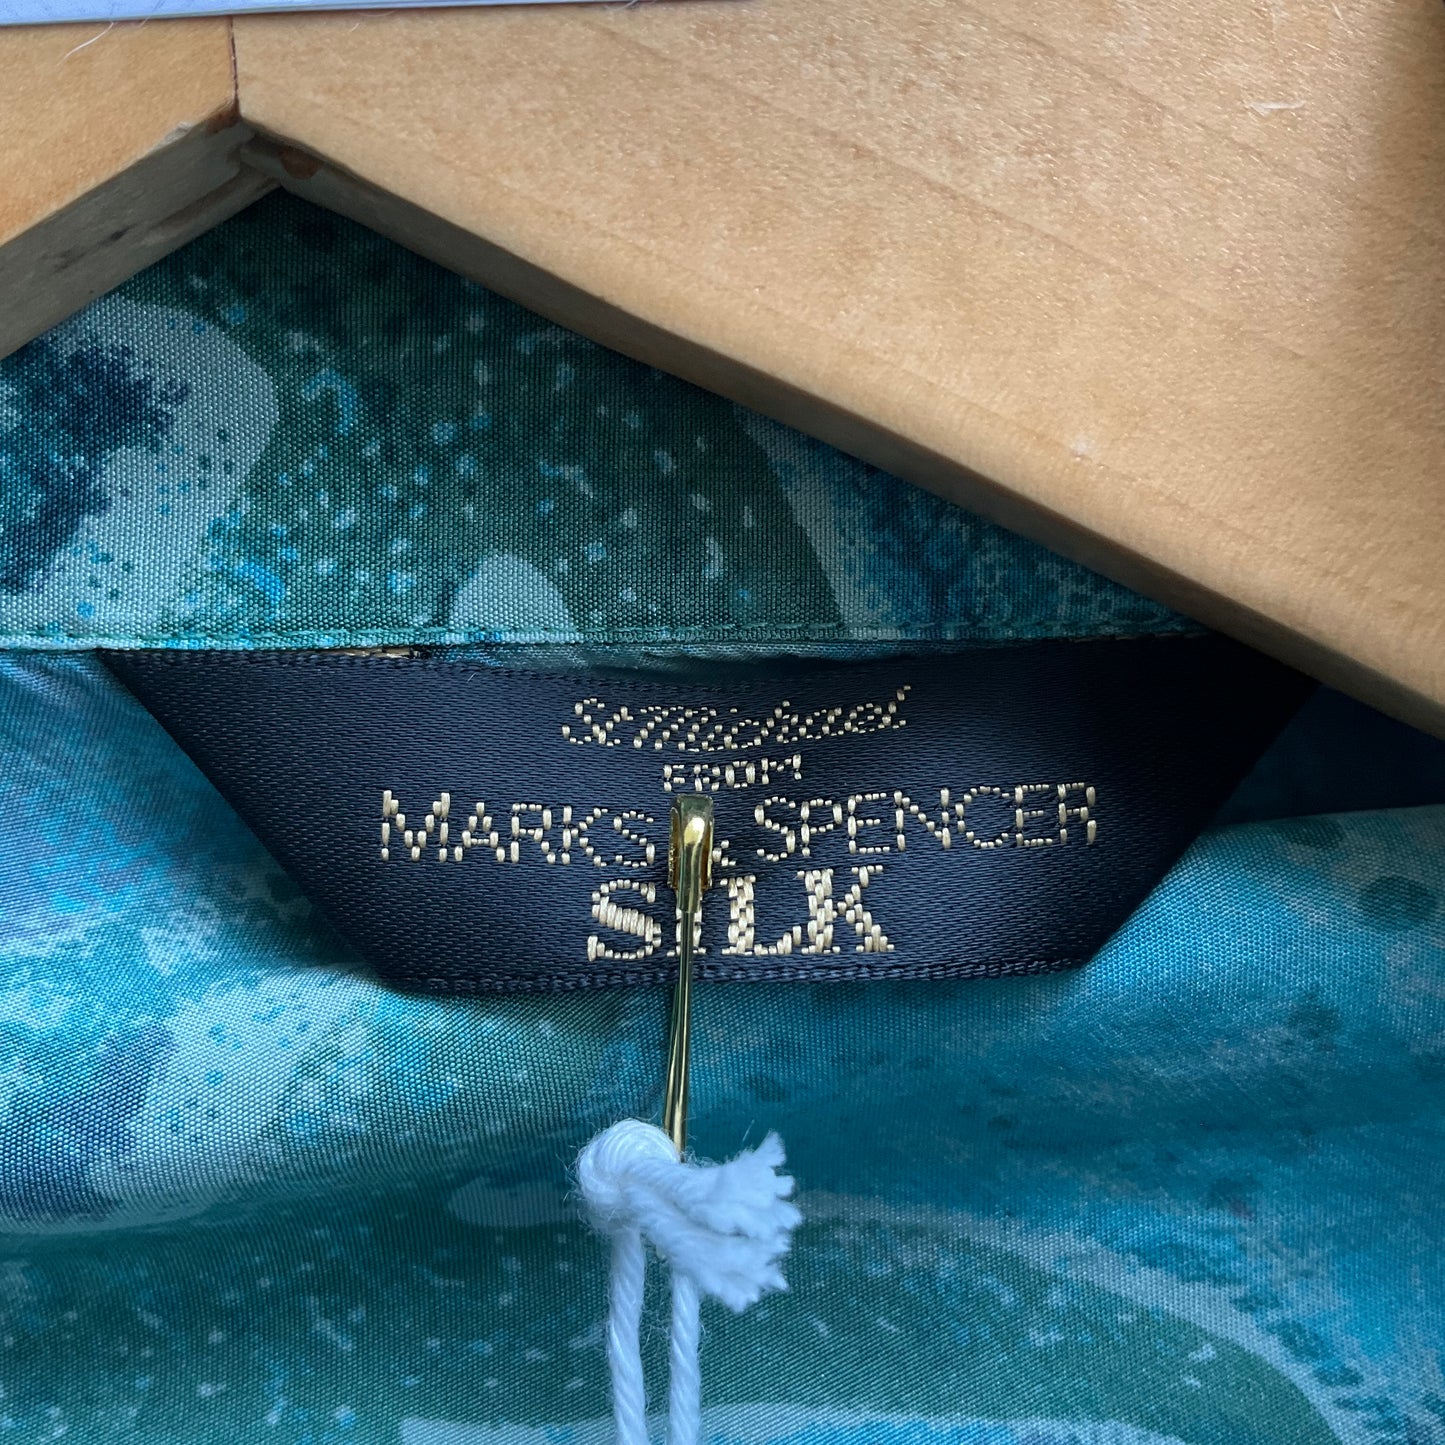 St Michael
FROM
MARKS & SPENCER
SILK